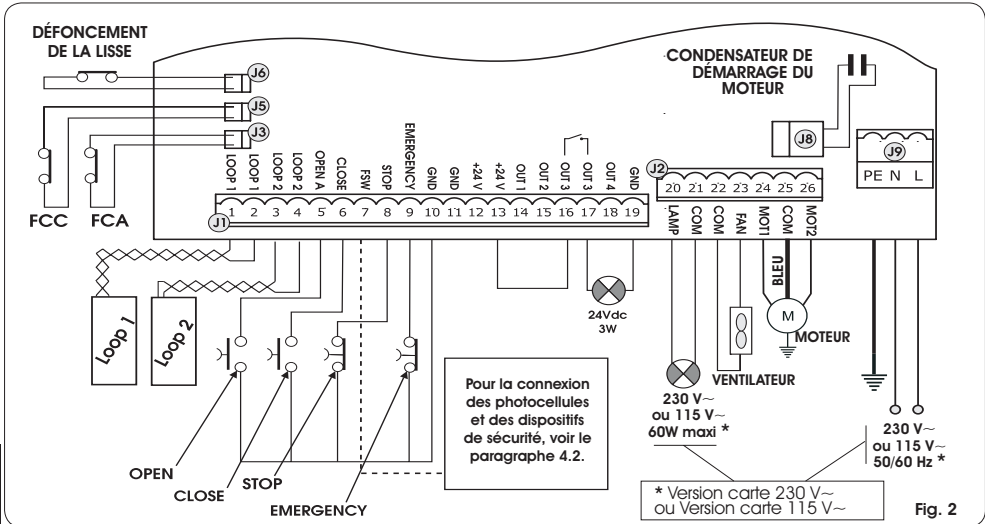 DÉFONCEMENT
DE LA LISSE
J6
J5
J3
FCC
FCA
CONDENSATEUR DE
DÉMARRAGE DU
MOTEUR
J8
J9
PE N L
LOOP 1
LOOP 1
LOOP 2
LOOP 2
OPEN A
CLOSE
FSW
STOP
EMERGENCY
GND
GND
+24 V
+24 V
OUT 1
OUT 2
OUT 3
OUT 3
OUT 4
GND
J1
1 2 3 4 5 6 7 8 9 10 11 12 13 14 15 16 17 18 19
J2
20 21 22 23 24 25 26
LAMP
COM
COM
FAN
MOT1
COM
MOT2
BLEU
Loop 1
Loop 2
24Vdc
3W
M
MOTEUR
VENTILATEUR
230 V~
ou 115 V~
60W maxi *
230 V~
ou 115 V~
50/60 Hz *
Pour la connexion
des photocellules
et des dispositifs
de sécurité, voir le
paragraphe 4.2.
OPEN
CLOSE
STOP
EMERGENCY
* Version carte 230 V~
ou Version carte 115 V~
Fig. 2